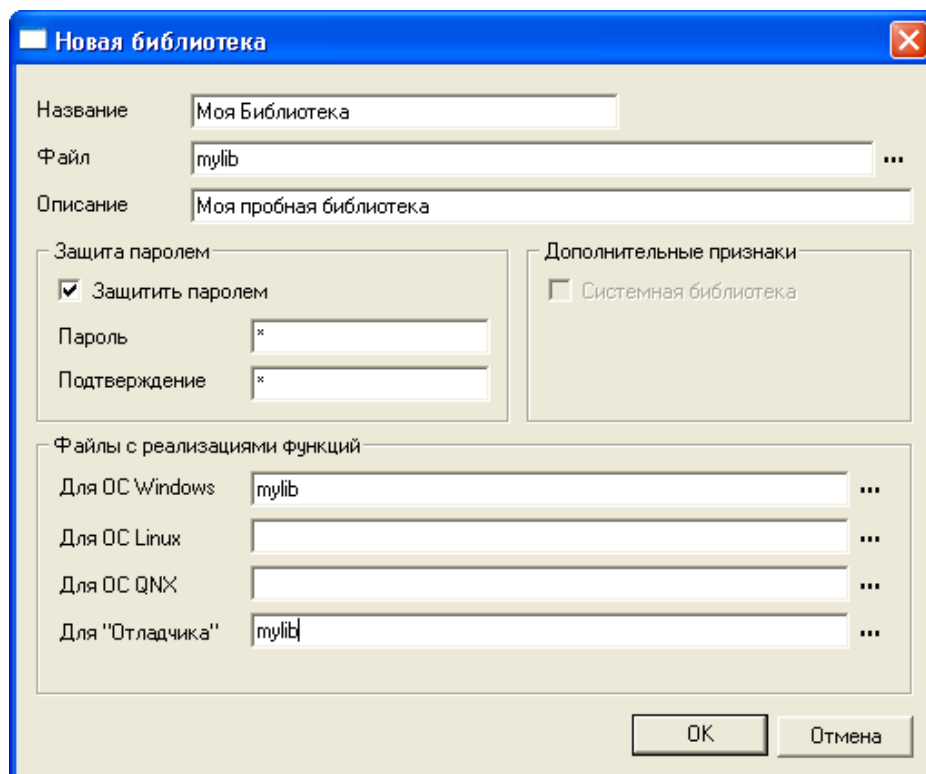 Новая библиотека
Название Моя Библиотека
Файл mylib ...
Описание Моя пробная библиотека
Защита паролем
Защитить паролем
Пароль *
Подтверждение *
Дополнительные признаки
Системная библиотека
Файлы с реализациями функций
Для ОС Windows mylib ...
Для ОС Linux ...
Для ОС QNX ...
Для "Отладчика" mylib ...
OK Отмена